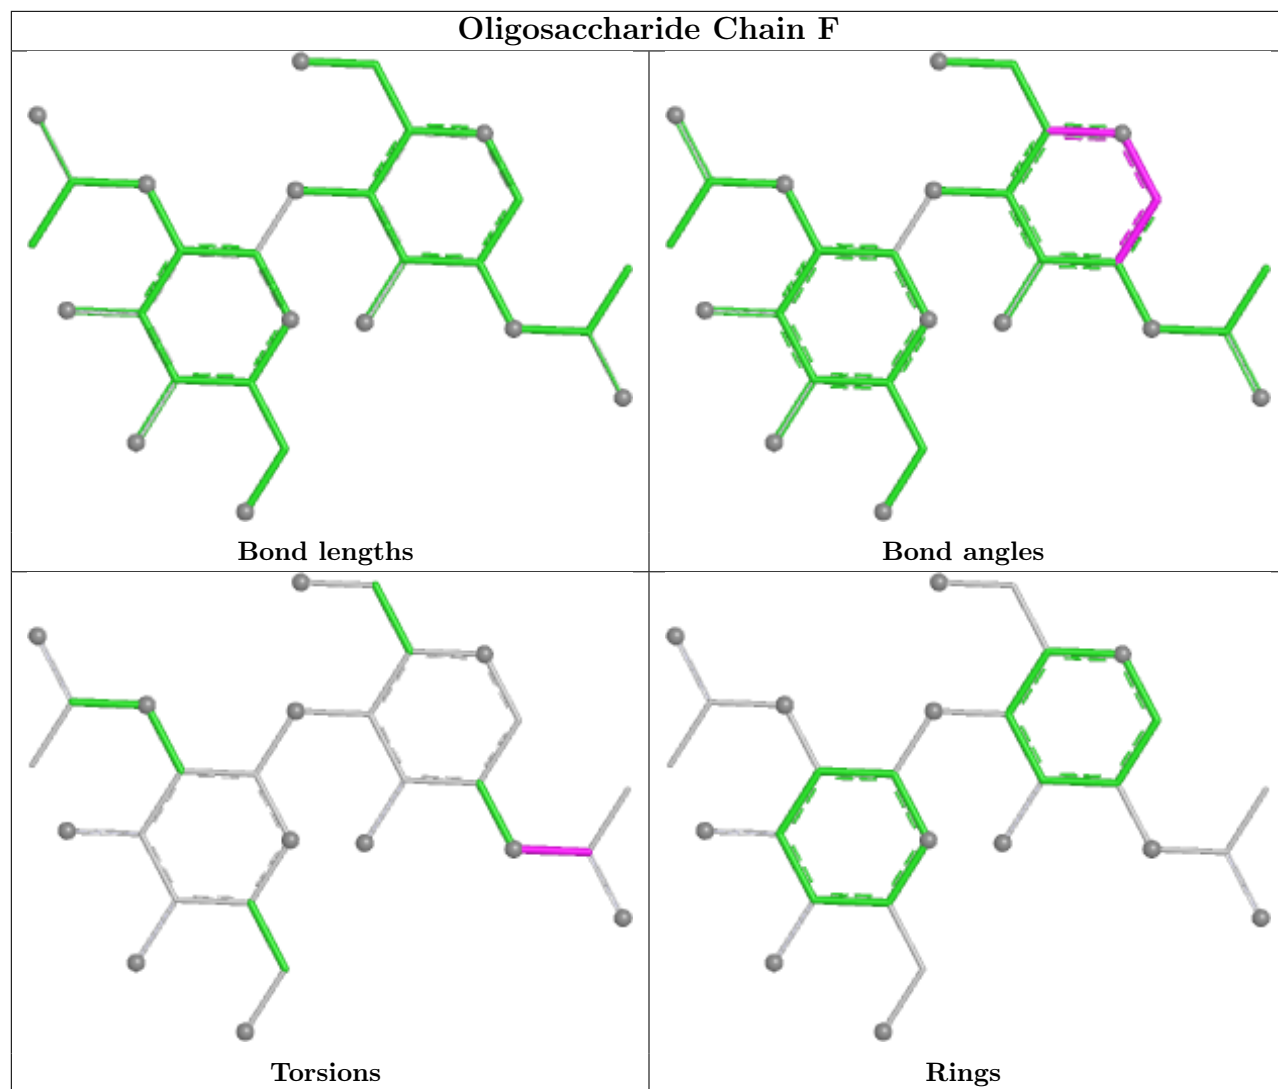 Oligosaccharide Chain F
Bond lengths
Bond angles
Torsions
Rings